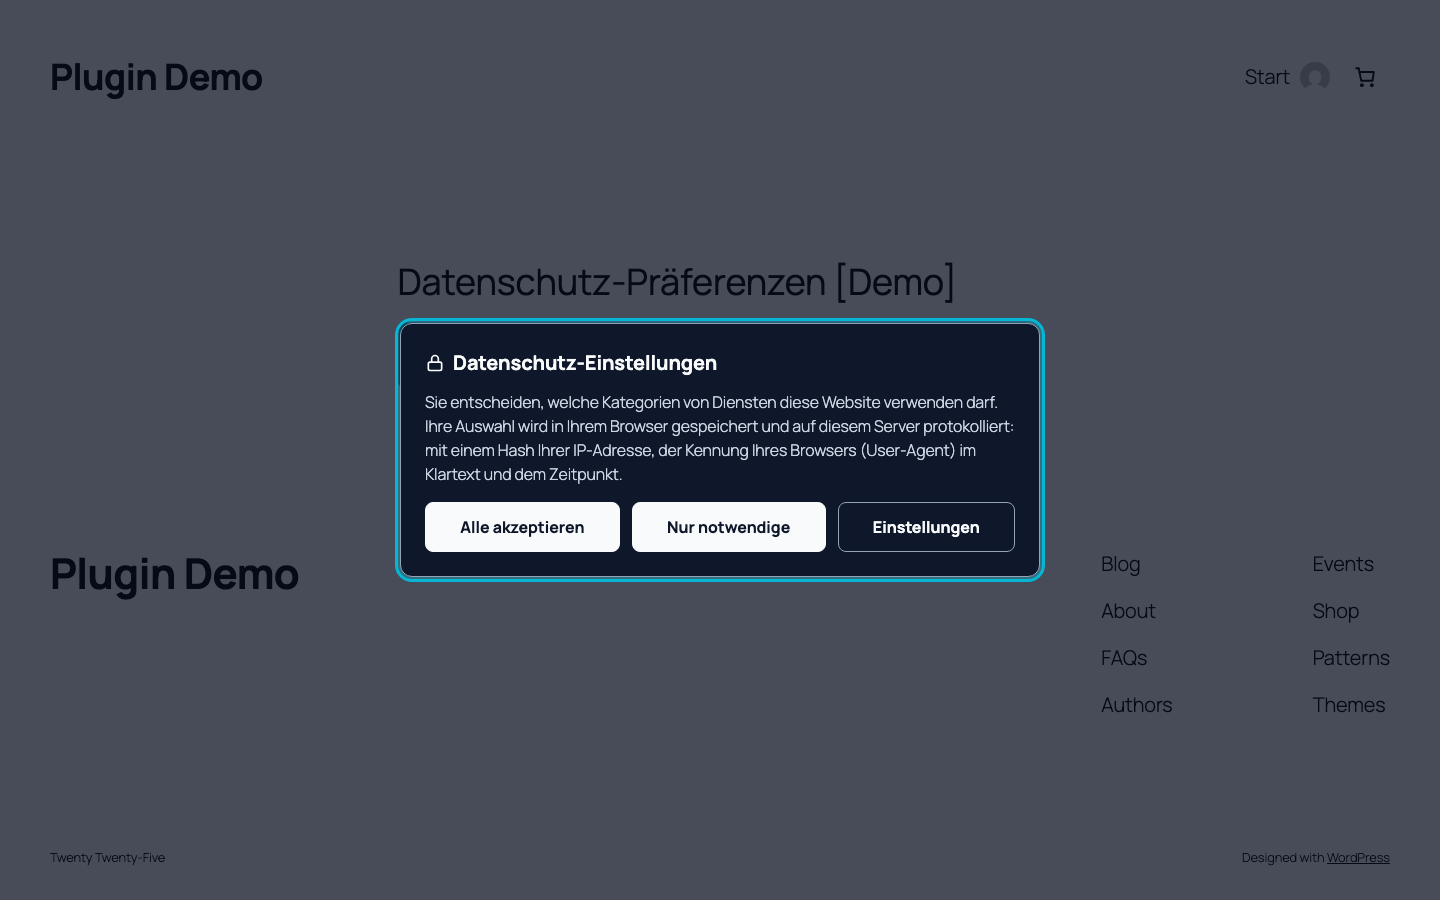 Plugin Demo
Start
Datenschutz-Präferenzen [Demo]
Datenschutz-Einstellungen
Sie entscheiden, welche Kategorien von Diensten diese Website verwenden darf.
Ihre Auswahl wird in Ihrem Browser gespeichert und auf diesem Server protokolliert:
mit einem Hash Ihrer IP-Adresse, der Kennung Ihres Browsers (User-Agent) im
Klartext und dem Zeitpunkt.
Alle akzeptieren
Nur notwendige
Einstellungen
Plugin Demo
Blog
About
FAQs
Authors
Events
Shop
Patterns
Themes
Twenty Twenty-Five
Designed with WordPress